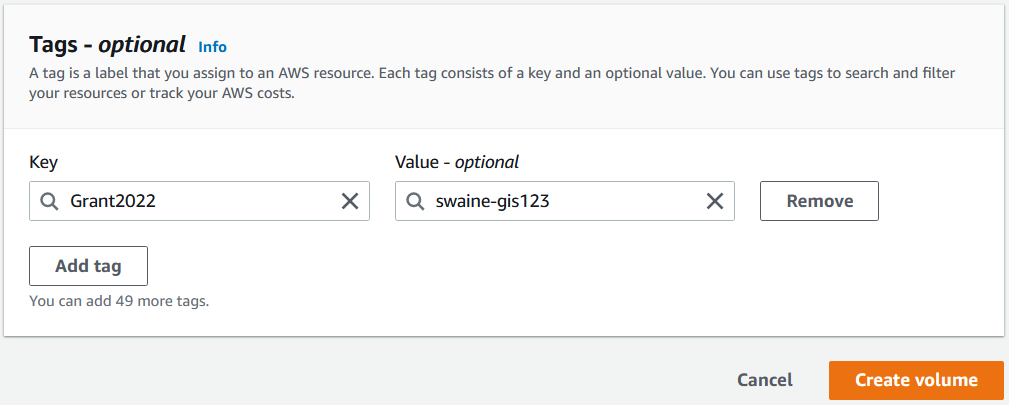 Tags - optional Info
A tag is a label that you assign to an AWS resource. Each tag consists of a key and an optional value. You can use tags to search and filter
your resources or track your AWS costs.
Key
Value - optional
Grant2022
swaine-gis123
Remove
Add tag
You can add 49 more tags.
Cancel
Create volume